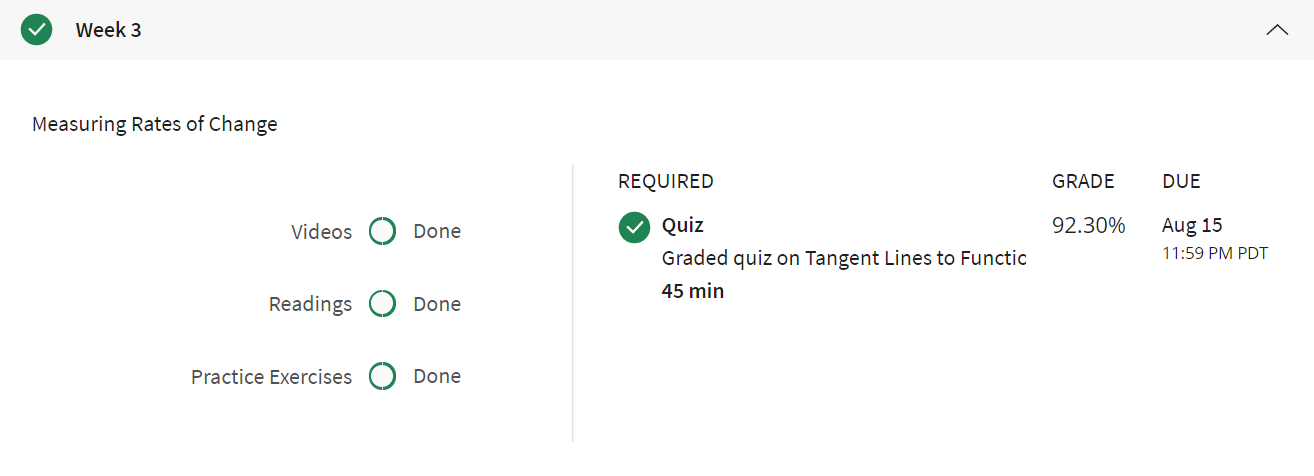 Week 3
Measuring Rates of Change
Videos Done
Readings Done
Practice Exercises Done
REQUIRED GRADE DUE
Quiz 92.30% Aug 15
Graded quiz on Tangent Lines to Functio 11:59 PM PDT
45 min